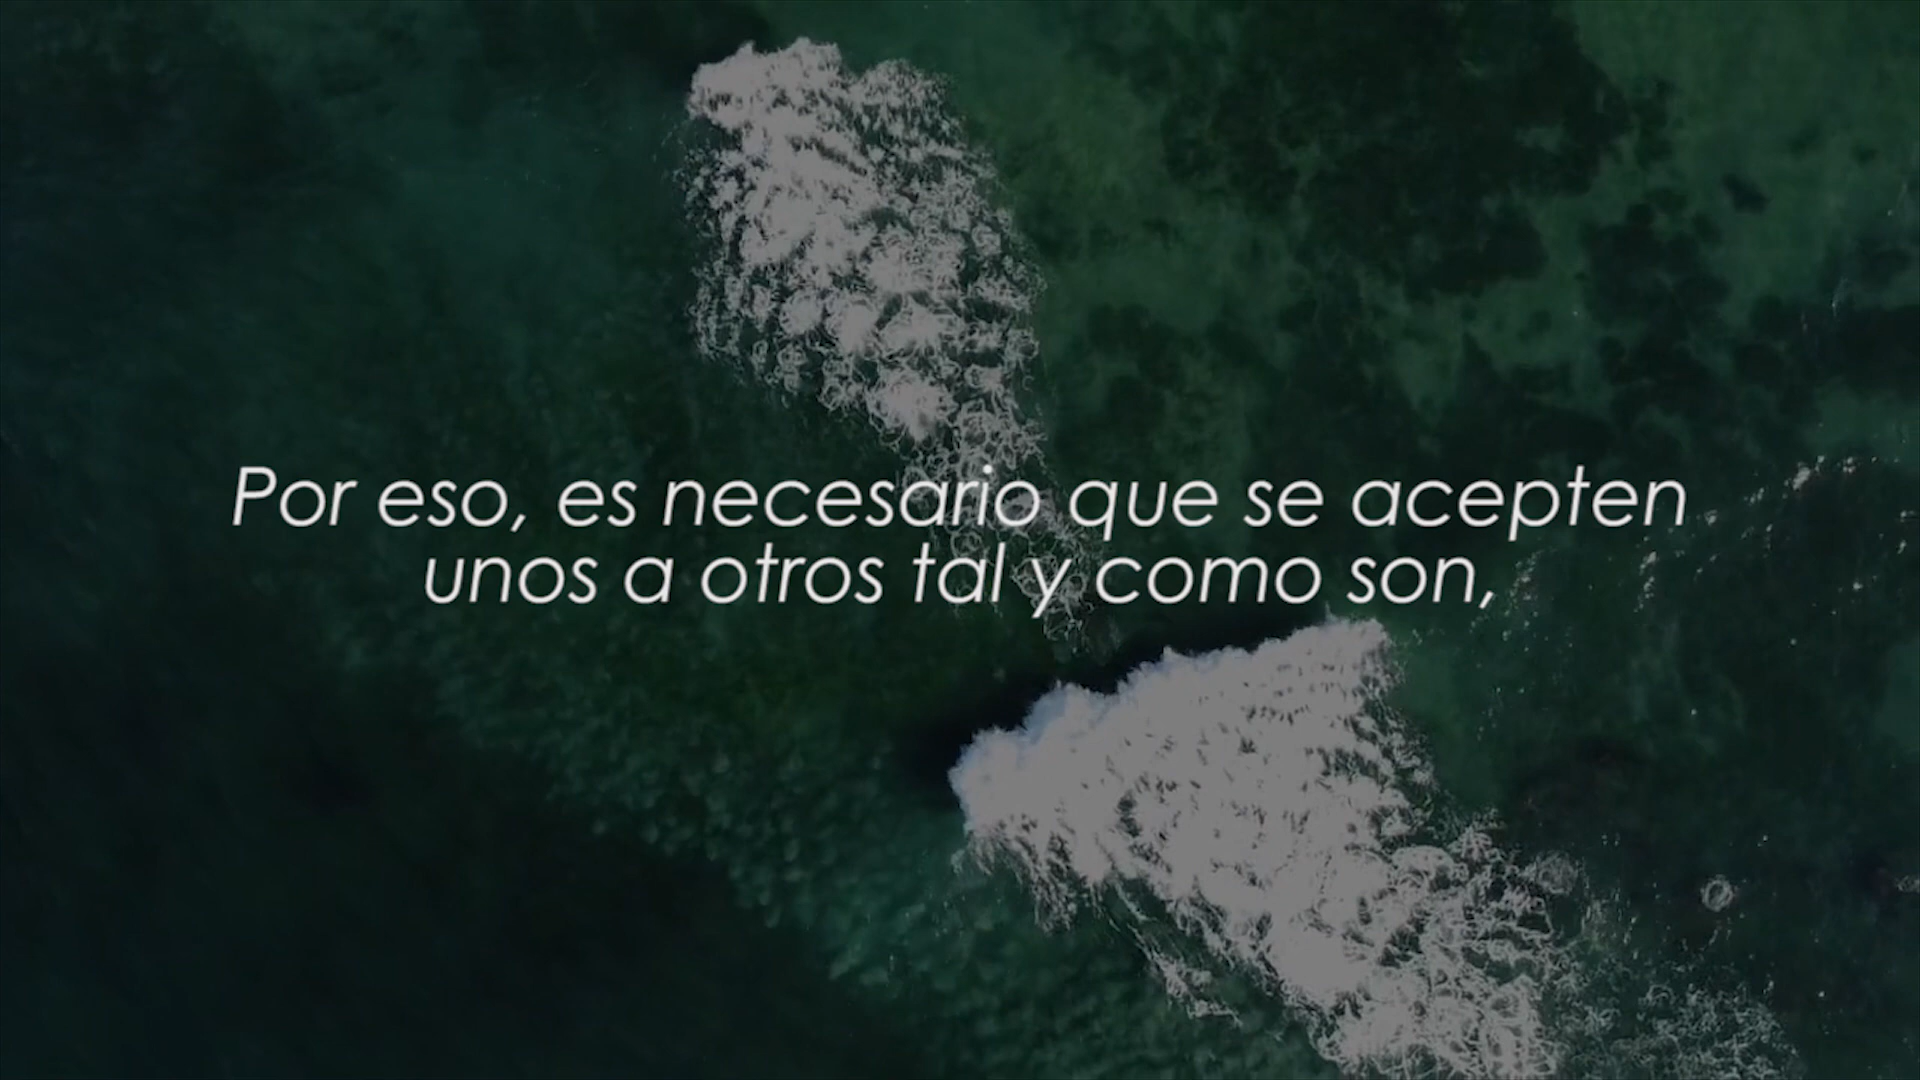 Por eso, es necesario que se acepten
unos a otros tal y como son,